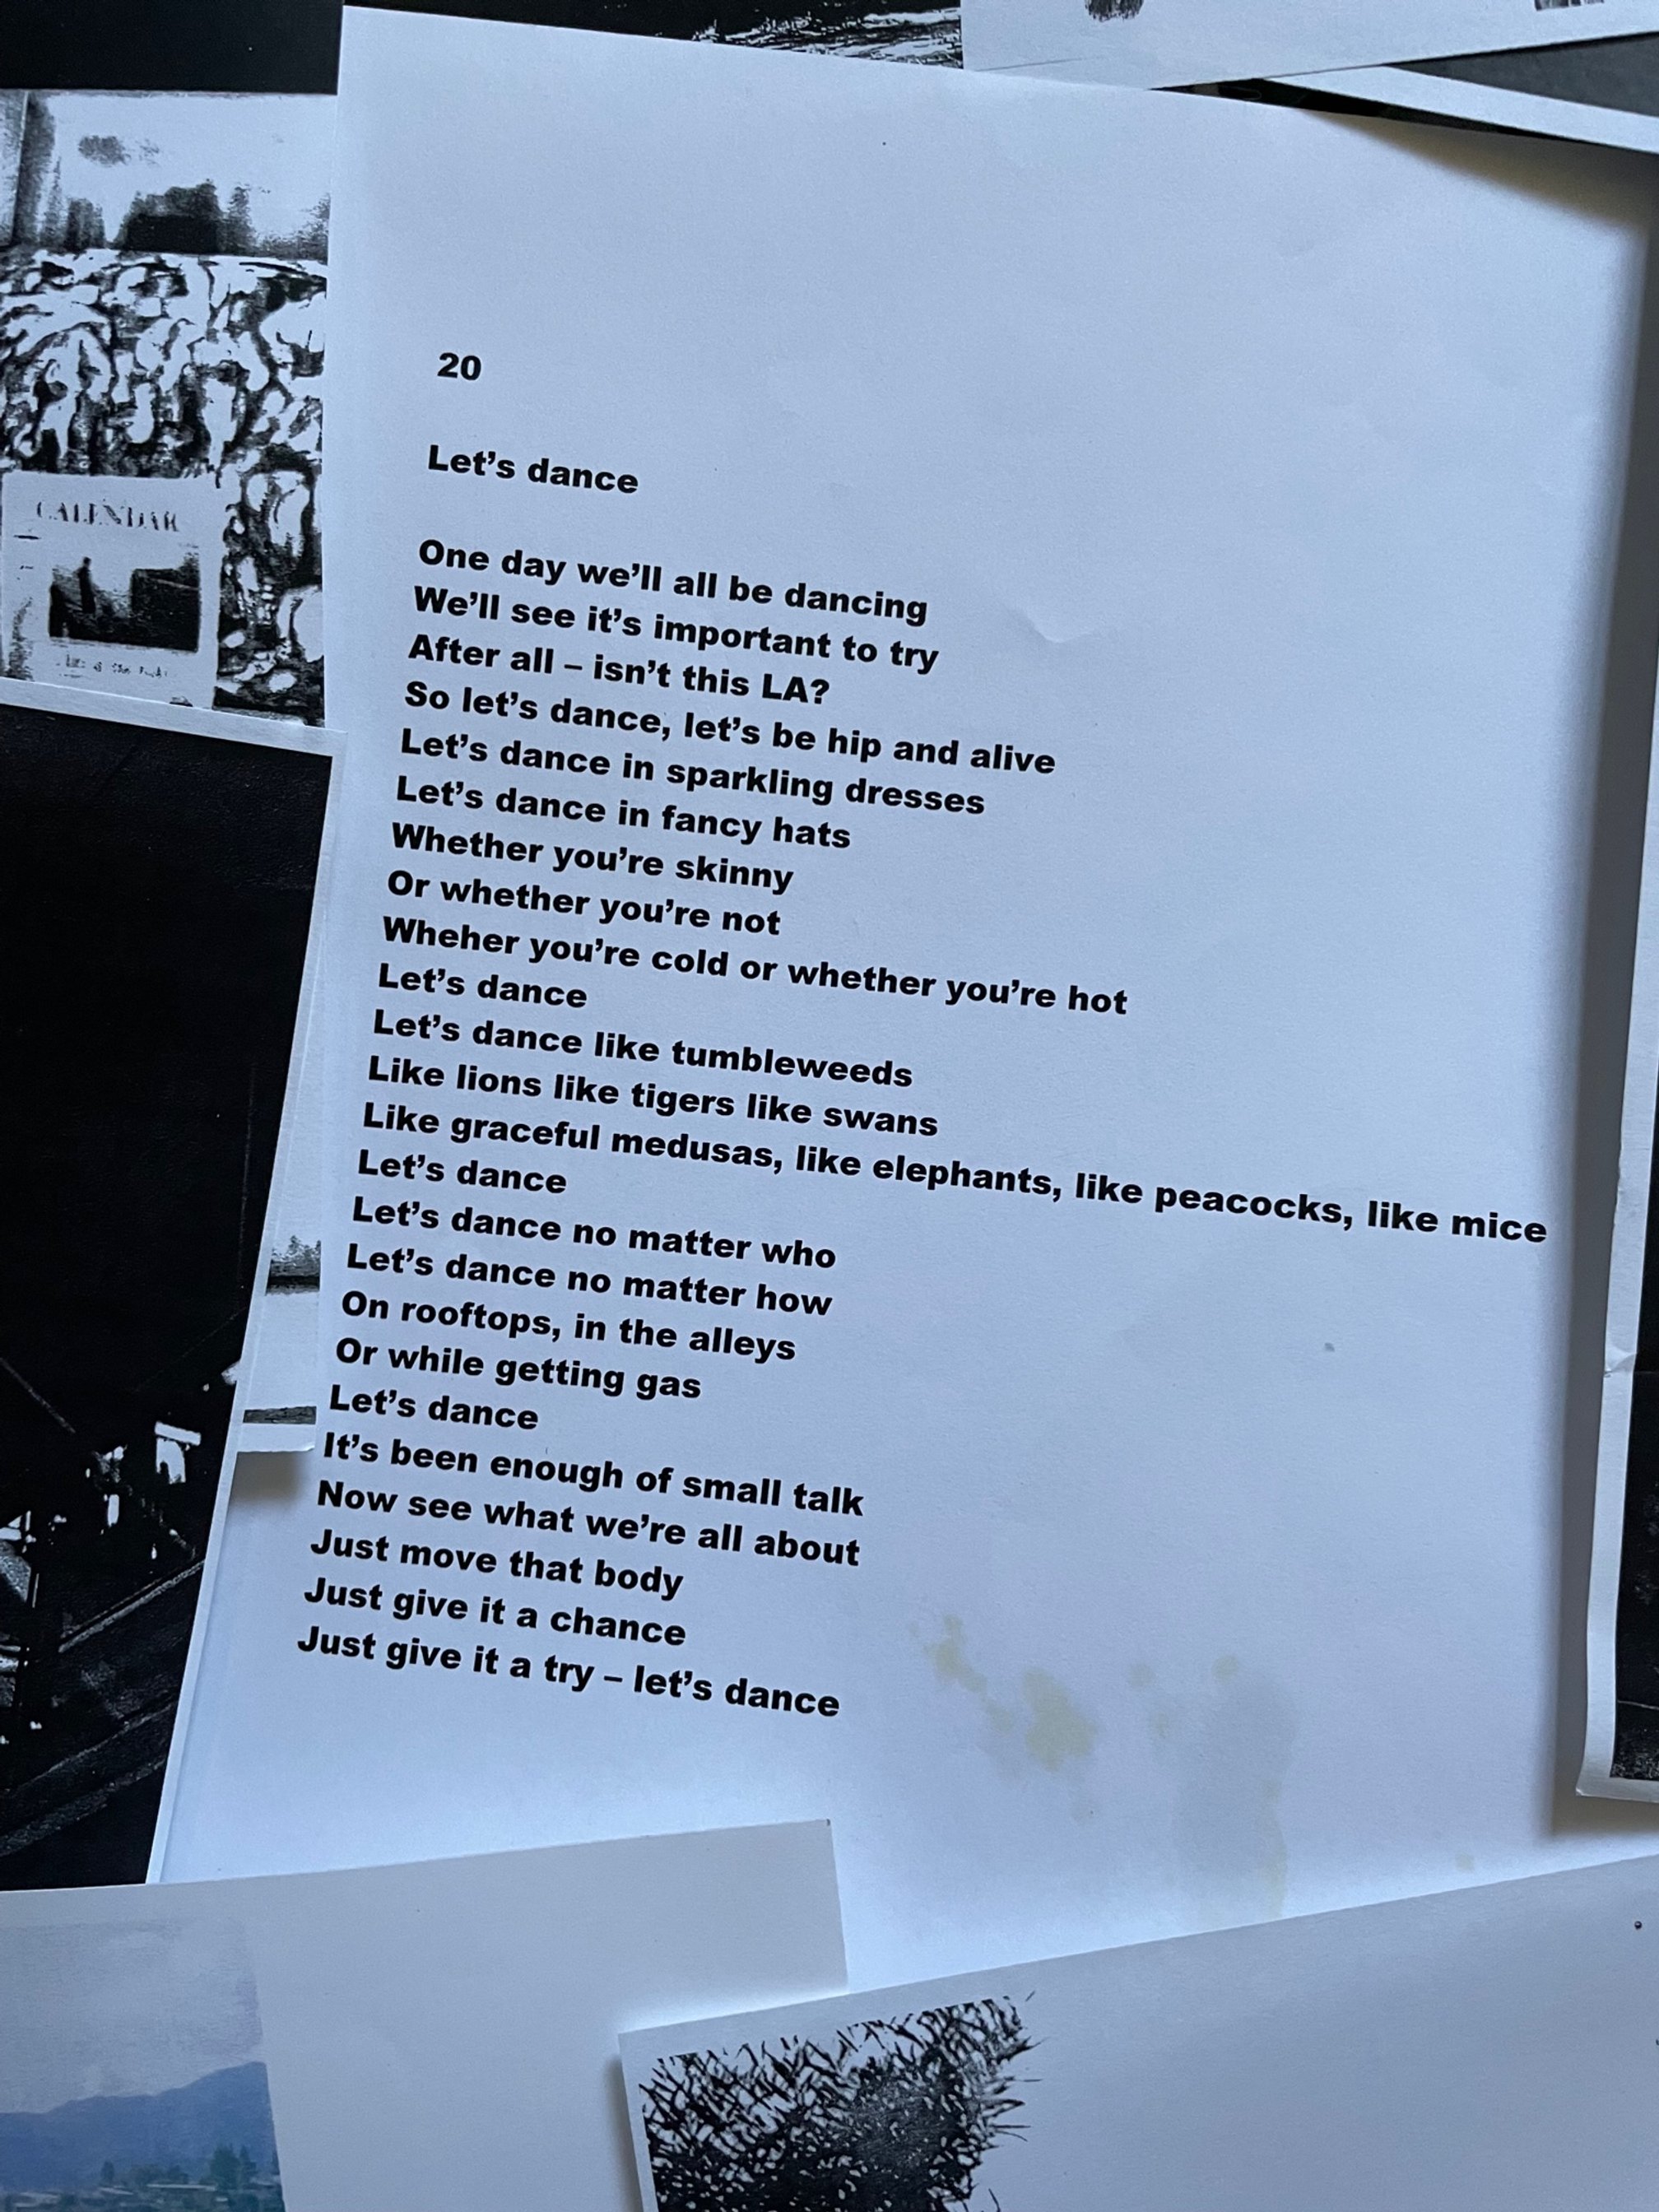 CALENDAR
20
Let’s dance
One day we’ll all be dancing
We’ll see it’s important to try
After all – isn’t this LA?
So let’s dance, let’s be hip and alive
Let’s dance in sparkling dresses
Let’s dance in fancy hats
Whether you’re skinny
Or whether you’re not
Wheher you’re cold or whether you’re hot
Let’s dance
Let’s dance like tumbleweeds
Like lions like tigers like swans
Like graceful medusas, like elephants, like peacocks, like mice
Let’s dance
Let’s dance no matter who
Let’s dance no matter how
On rooftops, in the alleys
Or while getting gas
Let’s dance
It’s been enough of small talk
Now see what we’re all about
Just move that body
Just give it a chance
Just give it a try – let’s dance